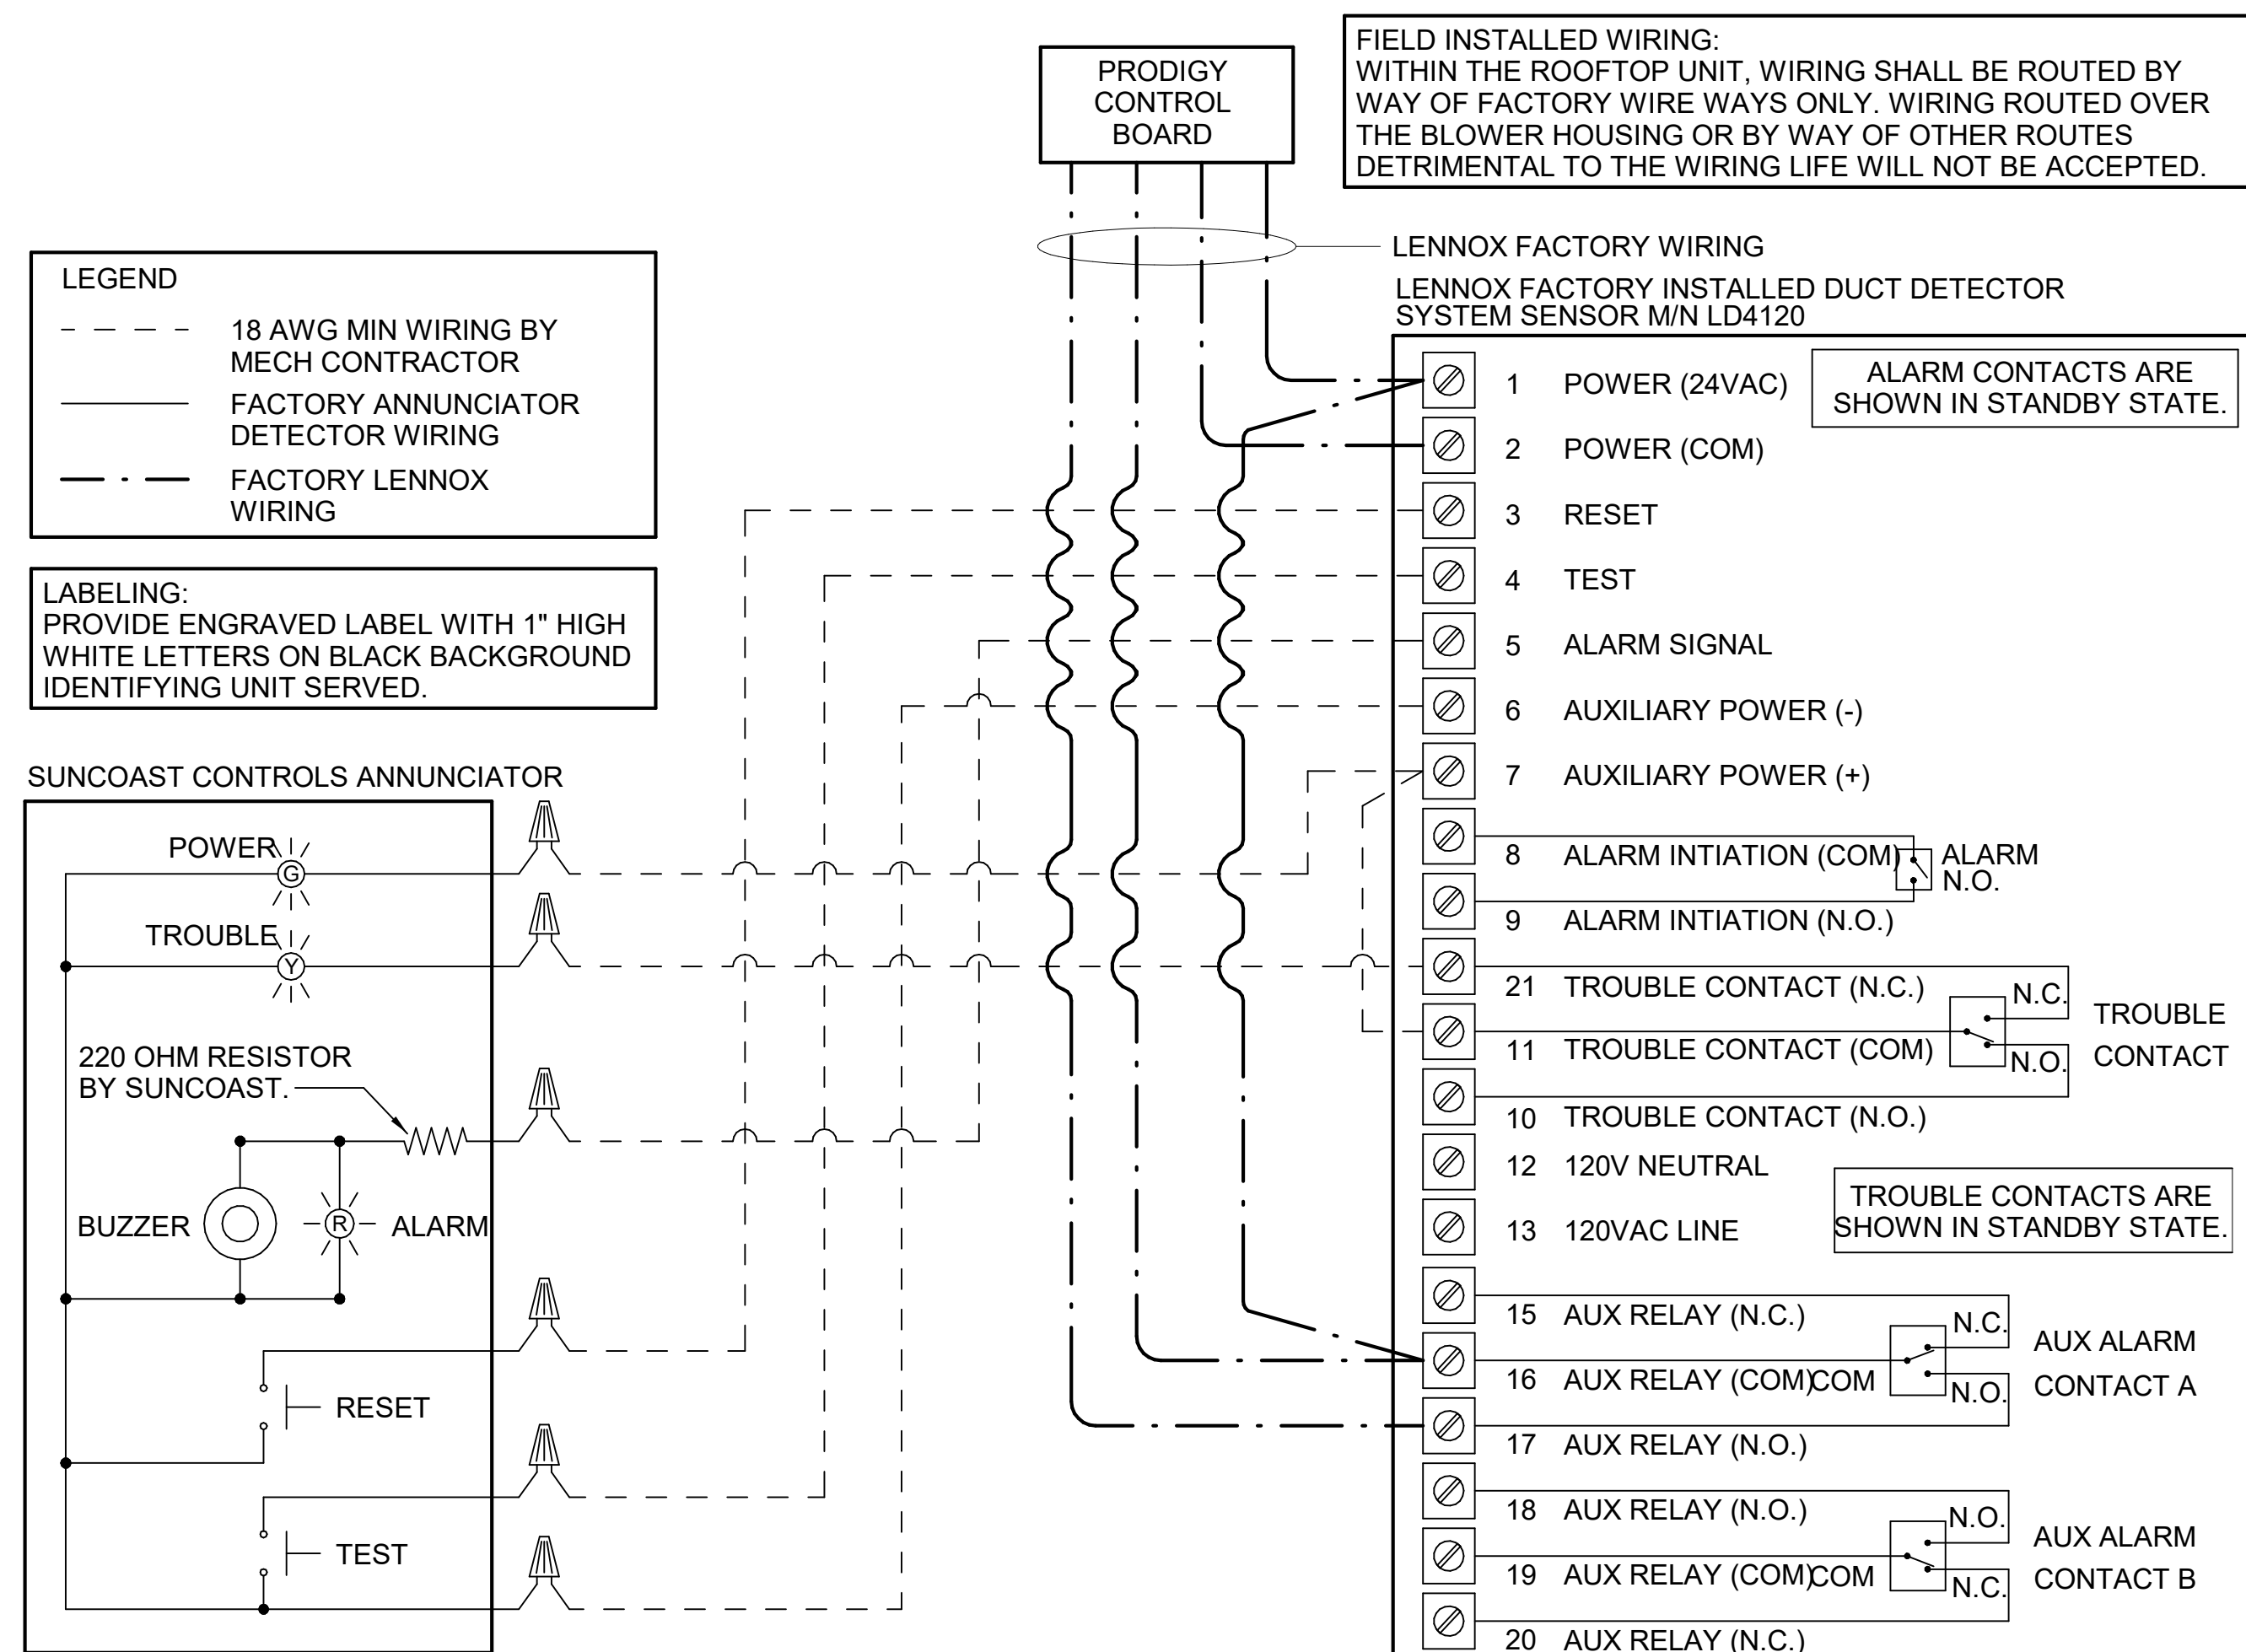 PRODIGY
CONTROL
BOARD
FIELD INSTALLED WIRING:
WITHIN THE ROOFTOP UNIT, WIRING SHALL BE ROUTED BY
WAY OF FACTORY WIRE WAYS ONLY. WIRING ROUTED OVER
THE BLOWER HOUSING OR BY WAY OF OTHER ROUTES
DETRIMENTAL TO THE WIRING LIFE WILL NOT BE ACCEPTED.
LENNOX FACTORY WIRING
LEGEND
18 AWG MIN WIRING BY
MECH CONTRACTOR
FACTORY ANNUNCIATOR
DETECTOR WIRING
FACTORY LENNOX
WIRING
LABELING:
PROVIDE ENGRAVED LABEL WITH 1" HIGH
WHITE LETTERS ON BLACK BACKGROUND
IDENTIFYING UNIT SERVED.
SUNCOAST CONTROLS ANNUNCIATOR
POWER
G
TROUBLE
Y
220 OHM RESISTOR
BY SUNCOAST.
BUZZER
R
ALARM
RESET
TEST
LENNOX FACTORY INSTALLED DUCT DETECTOR
SYSTEM SENSOR M/N LD4120
1 POWER (24VAC)
ALARM CONTACTS ARE
SHOWN IN STANDBY STATE.
2 POWER (COM)
3 RESET
4 TEST
5 ALARM SIGNAL
6 AUXILIARY POWER (-)
7 AUXILIARY POWER (+)
8 ALARM INTIATION (COM)
ALARM
N.O.
9 ALARM INTIATION (N.O.)
21 TROUBLE CONTACT (N.C.)
N.C.
TROUBLE
CONTACT
11 TROUBLE CONTACT (COM)
N.O.
10 TROUBLE CONTACT (N.O.)
12 120V NEUTRAL
13 120VAC LINE
TROUBLE CONTACTS ARE
SHOWN IN STANDBY STATE.
15 AUX RELAY (N.C.)
N.C.
AUX ALARM
CONTACT A
16 AUX RELAY (COM)
COM
N.O.
17 AUX RELAY (N.O.)
18 AUX RELAY (N.O.)
N.O.
AUX ALARM
CONTACT B
19 AUX RELAY (COM)
COM
N.C.
20 AUX RELAY (N.C.)